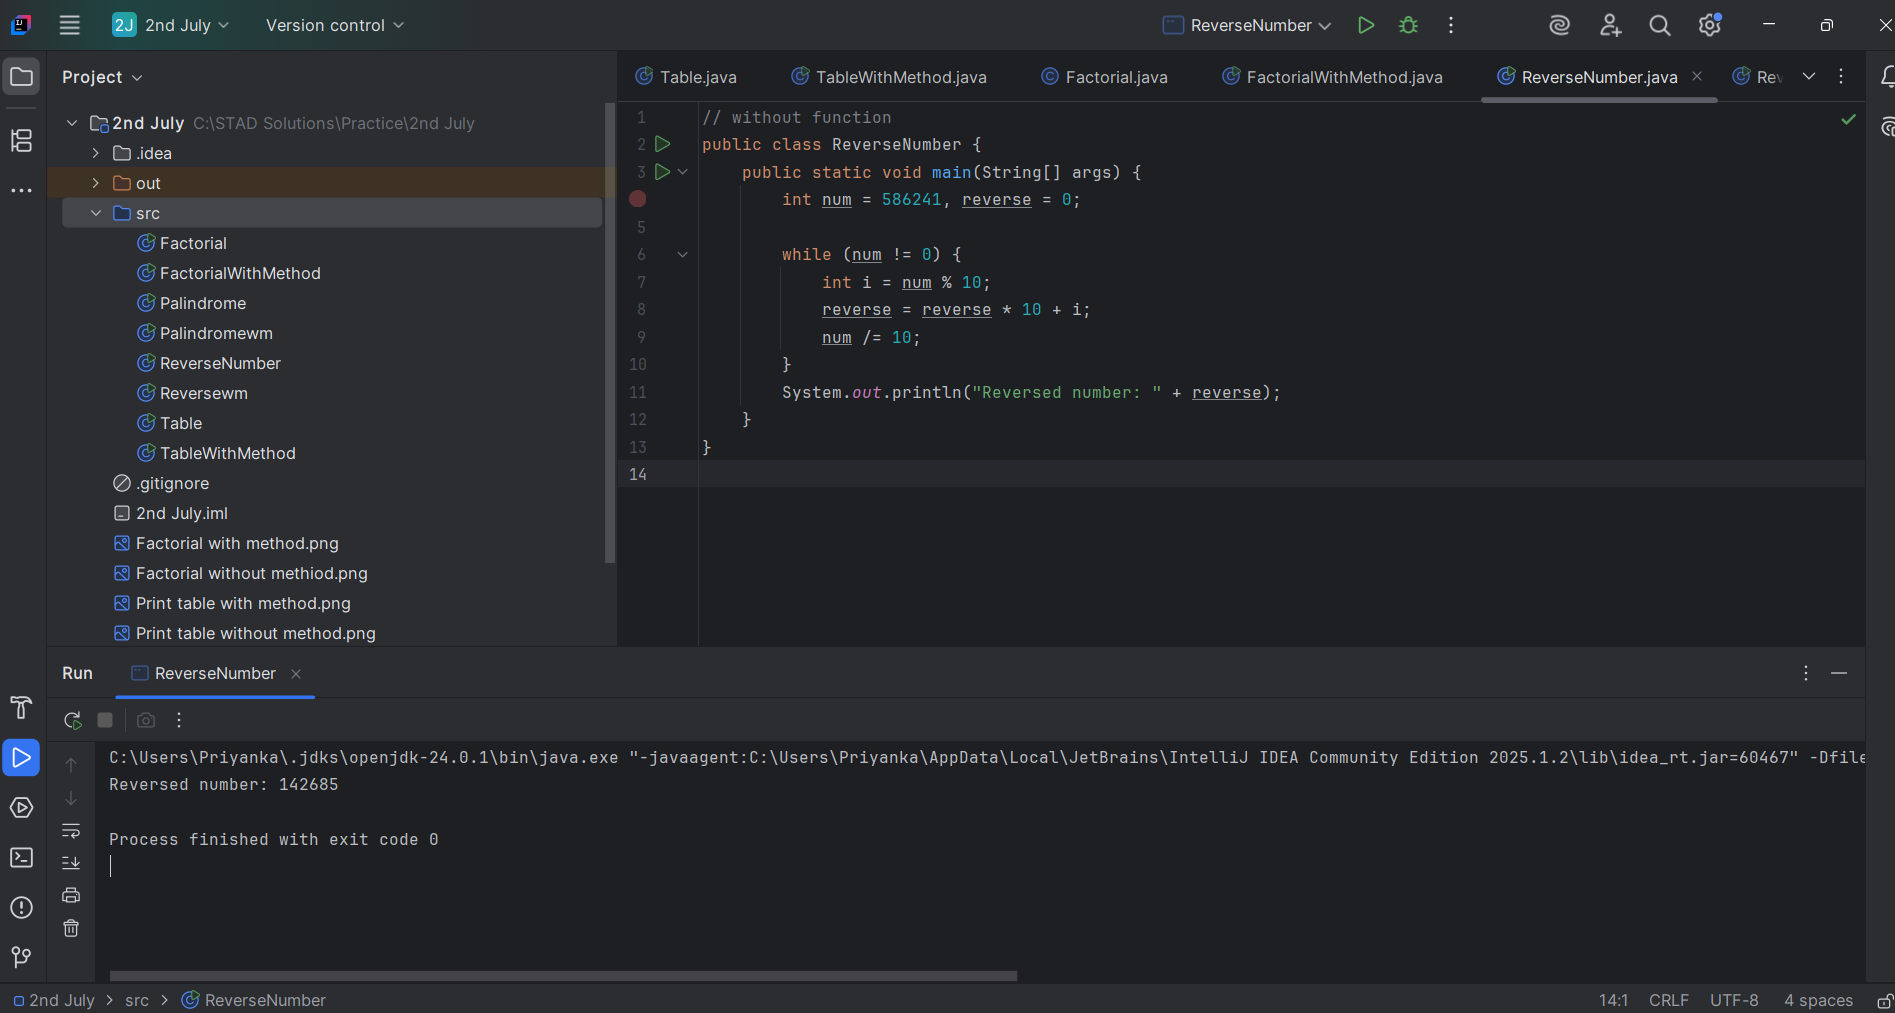 2J 2nd July Version control ReverseNumber
Project
2nd July C:\STAD Solutions\Practice\2nd July
.idea
out
src
Factorial
FactorialWithMethod
Palindrome
Palindromewm
ReverseNumber
Reversewm
Table
TableWithMethod
.gitignore
2nd July.iml
Factorial with method.png
Factorial without methiod.png
Print table with method.png
Print table without method.png
Table.java TableWithMethod.java Factorial.java FactorialWithMethod.java ReverseNumber.java Rev
1 // without function
2 public class ReverseNumber {
3 public static void main(String[] args) {
int num = 586241, reverse = 0;
5
6 while (num != 0) {
7 int i = num % 10;
8 reverse = reverse * 10 + i;
9 num /= 10;
10 }
11 System.out.println("Reversed number: " + reverse);
12 }
13 }
14
Run ReverseNumber
C:\Users\Priyanka\.jdks\openjdk-24.0.1\bin\java.exe "-javaagent:C:\Users\Priyanka\AppData\Local\JetBrains\IntelliJ IDEA Community Edition 2025.1.2\lib\idea_rt.jar=60467" -Dfile
Reversed number: 142685
Process finished with exit code 0
2nd July > src > ReverseNumber 14:1 CRLF UTF-8 4 spaces